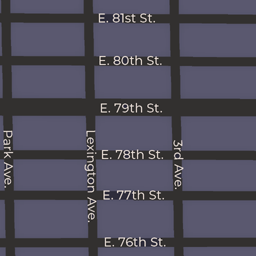 E. 81st St.
E. 80th St.
E. 79th St.
Park Ave.
Lexington Ave.
3rd Ave.
E. 78th St.
E. 77th St.
E. 76th St.